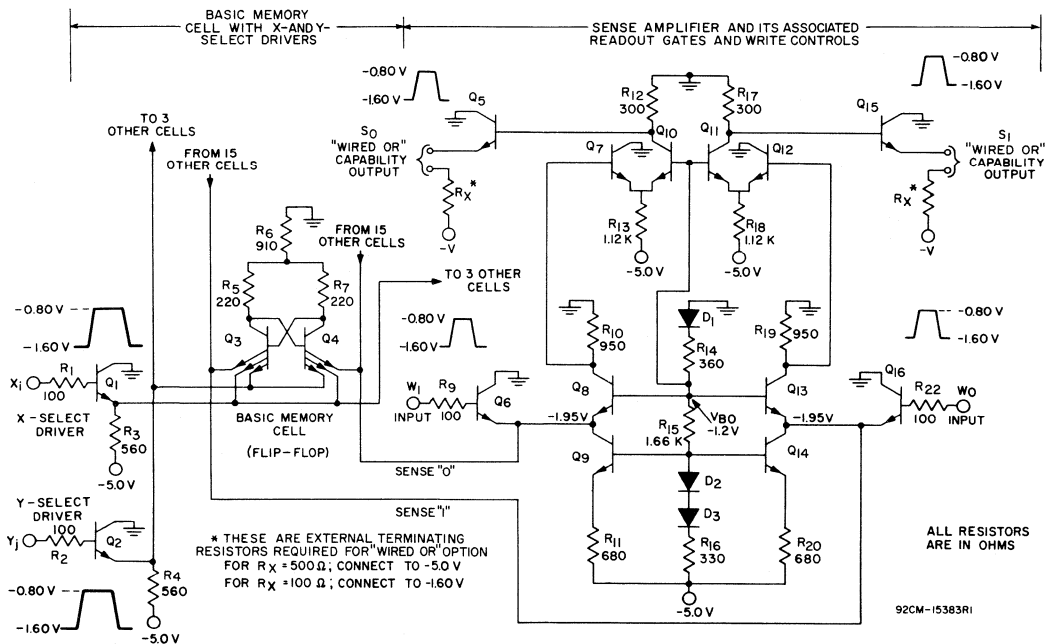 BASIC MEMORY
CELL WITH X-AND Y-
SELECT DRIVERS
SENSE AMPLIFIER AND ITS ASSOCIATED
READOUT GATES AND WRITE CONTROLS
-0.80 V
-1.60 V
Q5
S0
"WIRED OR"
CAPABILITY
OUTPUT
RX*
-V
R12
300
R17
300
Q10
Q11
Q7
Q12
R13
1.12 K
-5.0 V
R18
1.12 K
-5.0 V
-0.80 V
-1.60 V
Q15
S1
"WIRED OR"
CAPABILITY
OUTPUT
RX*
-V
TO 3
OTHER CELLS
FROM 15
OTHER CELLS
R6
910
FROM 15
OTHER CELLS
TO 3 OTHER
CELLS
R5
220
R7
220
Q3
Q4
BASIC MEMORY
CELL
(FLIP-FLOP)
-0.80 V
-1.60 V
Xi
R1
100
Q1
X-SELECT
DRIVER
R3
560
-5.0 V
Y-SELECT
DRIVER
Yj
100
R2
Q2
R4
560
-0.80 V
-1.60 V
-5.0 V
-0.80 V
-1.60 V
W1
INPUT
R9
100
Q6
SENSE "0"
SENSE "1"
R10
950
D1
R14
360
R19
950
Q8
Q13
-1.95 V
VB0
-1.2 V
-1.95 V
R15
1.66 K
Q9
Q14
D2
D3
R11
680
R16
330
R20
680
-5.0 V
-0.80 V
-1.60 V
Q16
R22
100
W0
INPUT
* THESE ARE EXTERNAL TERMINATING
RESISTORS REQUIRED FOR "WIRED OR" OPTION
FOR RX = 500 Ω; CONNECT TO -5.0 V
FOR RX = 100 Ω; CONNECT TO -1.60 V
ALL RESISTORS
ARE IN OHMS
92CM-15383R1